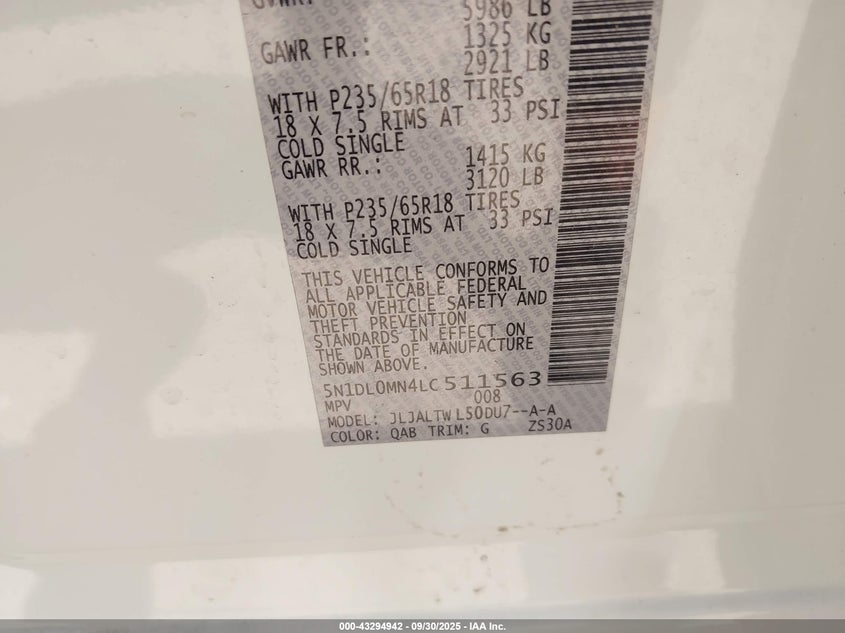 5986 LB
GAWR FR.: 1325 KG
2921 LB
WITH P235/65R18 TIRES
18 X 7.5 RIMS AT 33 PSI
COLD SINGLE
GAWR RR.: 1415 KG
3120 LB
WITH P235/65R18 TIRES
18 X 7.5 RIMS AT 33 PSI
COLD SINGLE
THIS VEHICLE CONFORMS TO
ALL APPLICABLE FEDERAL
MOTOR VEHICLE SAFETY AND
THEFT PREVENTION
STANDARDS IN EFFECT ON
THE DATE OF MANUFACTURE
SHOWN ABOVE.
5N1DL0MN4LC511563
MPV 008
MODEL: JLJALTWL50DU7--A-A
COLOR: QAB TRIM: G ZS30A
000-43294942 - 09/30/2025 - IAA Inc.